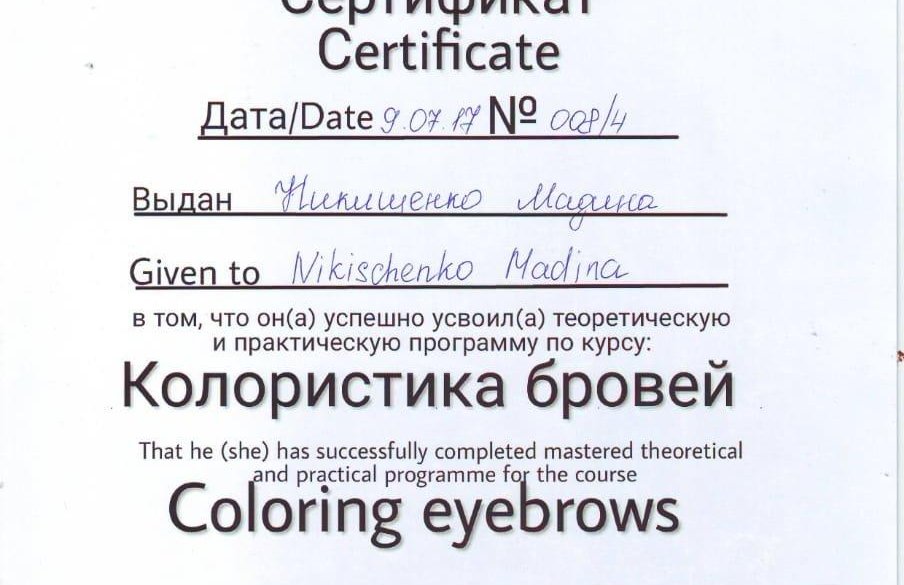 Сертификат
Certificate
Дата/Date 9.07.17 № 008/4
Выдан Никищенко Мадина
Given to Nikischenko Madina
в том, что он(а) успешно усвоил(а) теоретическую
и практическую программу по курсу:
Колористика бровей
That he (she) has successfully completed mastered theoretical
and practical programme for the course
Coloring eyebrows